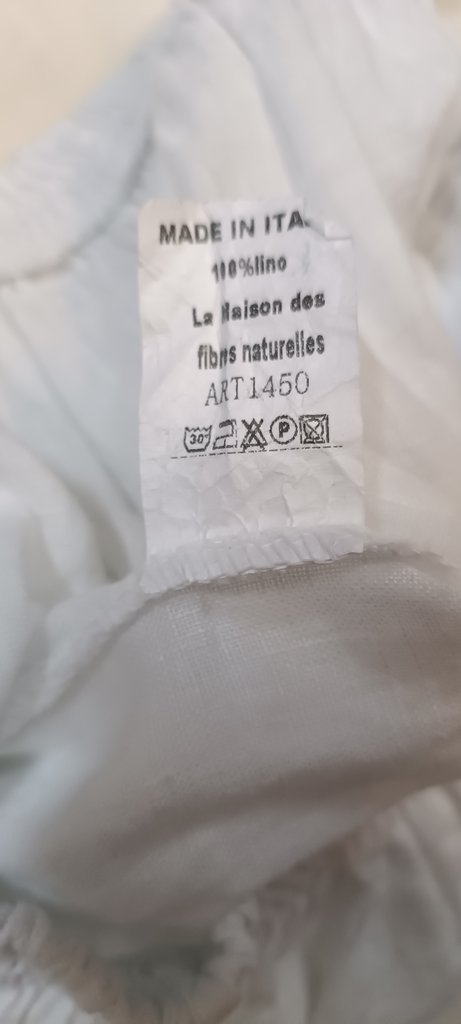 MADE IN ITA
100%lino
La Maison des
fibres naturelles
ART1450
30° P